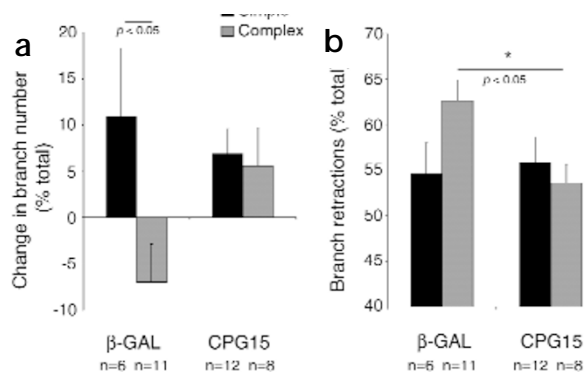 a
p < 0.05
Complex
Change in branch number
(% total)
20
15
10
5
0
-5
-10
β-GAL CPG15
n=6 n=11 n=12 n=8
b
*
p < 0.05
Branch retractions (% total)
70
65
60
55
50
45
40
β-GAL CPG15
n=6 n=11 n=12 n=8